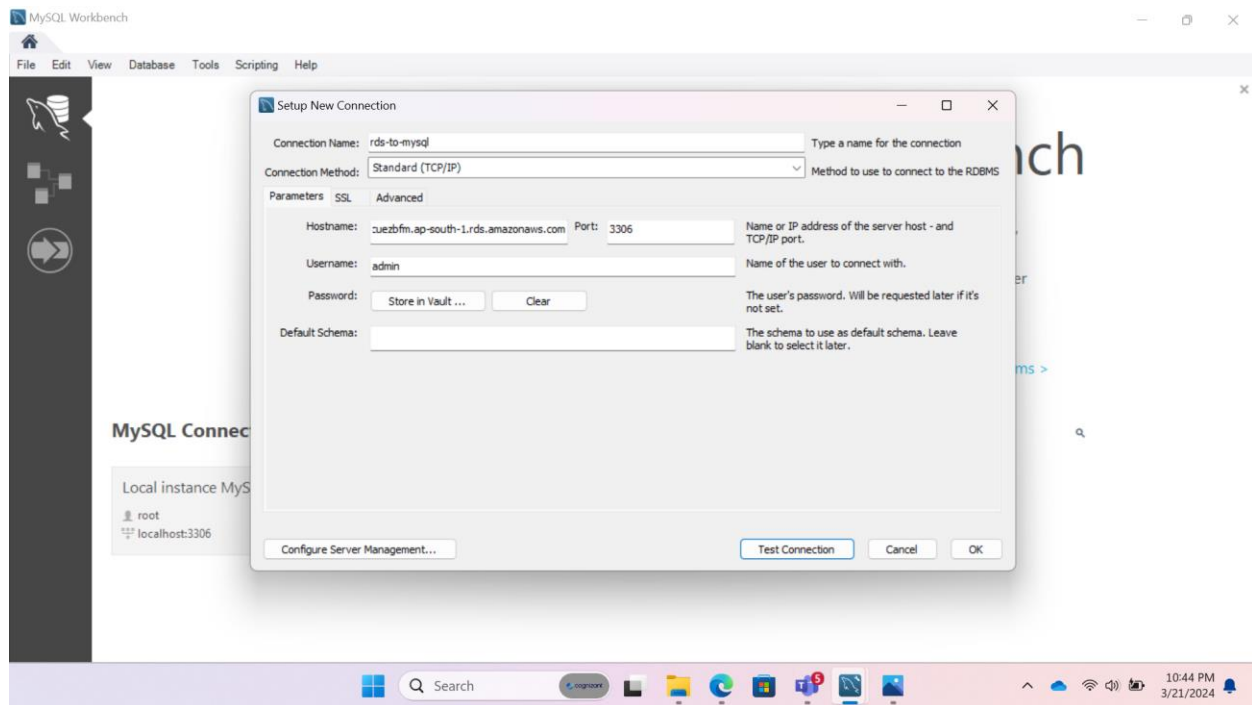 MySQL Workbench
File Edit View Database Tools Scripting Help
Setup New Connection
Connection Name: rds-to-mysql Type a name for the connection
Connection Method: Standard (TCP/IP) Method to use to connect to the RDBMS
Parameters SSL Advanced
Hostname: :uezbfm.ap-south-1.rds.amazonaws.com Port: 3306 Name or IP address of the server host - and
TCP/IP port.
Username: admin Name of the user to connect with.
Password: Store in Vault ... Clear The user's password. Will be requested later if it's
not set.
Default Schema: The schema to use as default schema. Leave
blank to select it later.
Configure Server Management... Test Connection Cancel OK
nch
er
ms >
MySQL Connec
Local instance MyS
root
localhost:3306
Search cognizant 5 10:44 PM
3/21/2024